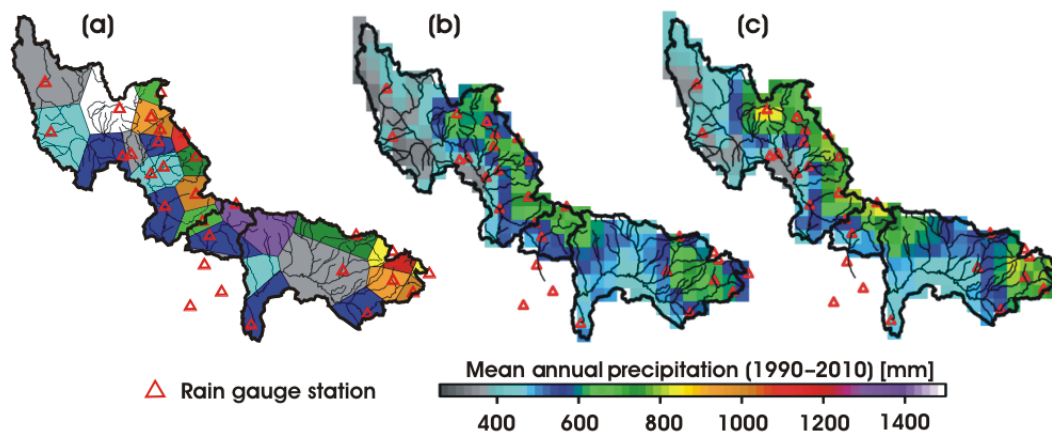 (a) (b) (c)
Mean annual precipitation (1990–2010) [mm]
Rain gauge station
400 600 800 1000 1200 1400